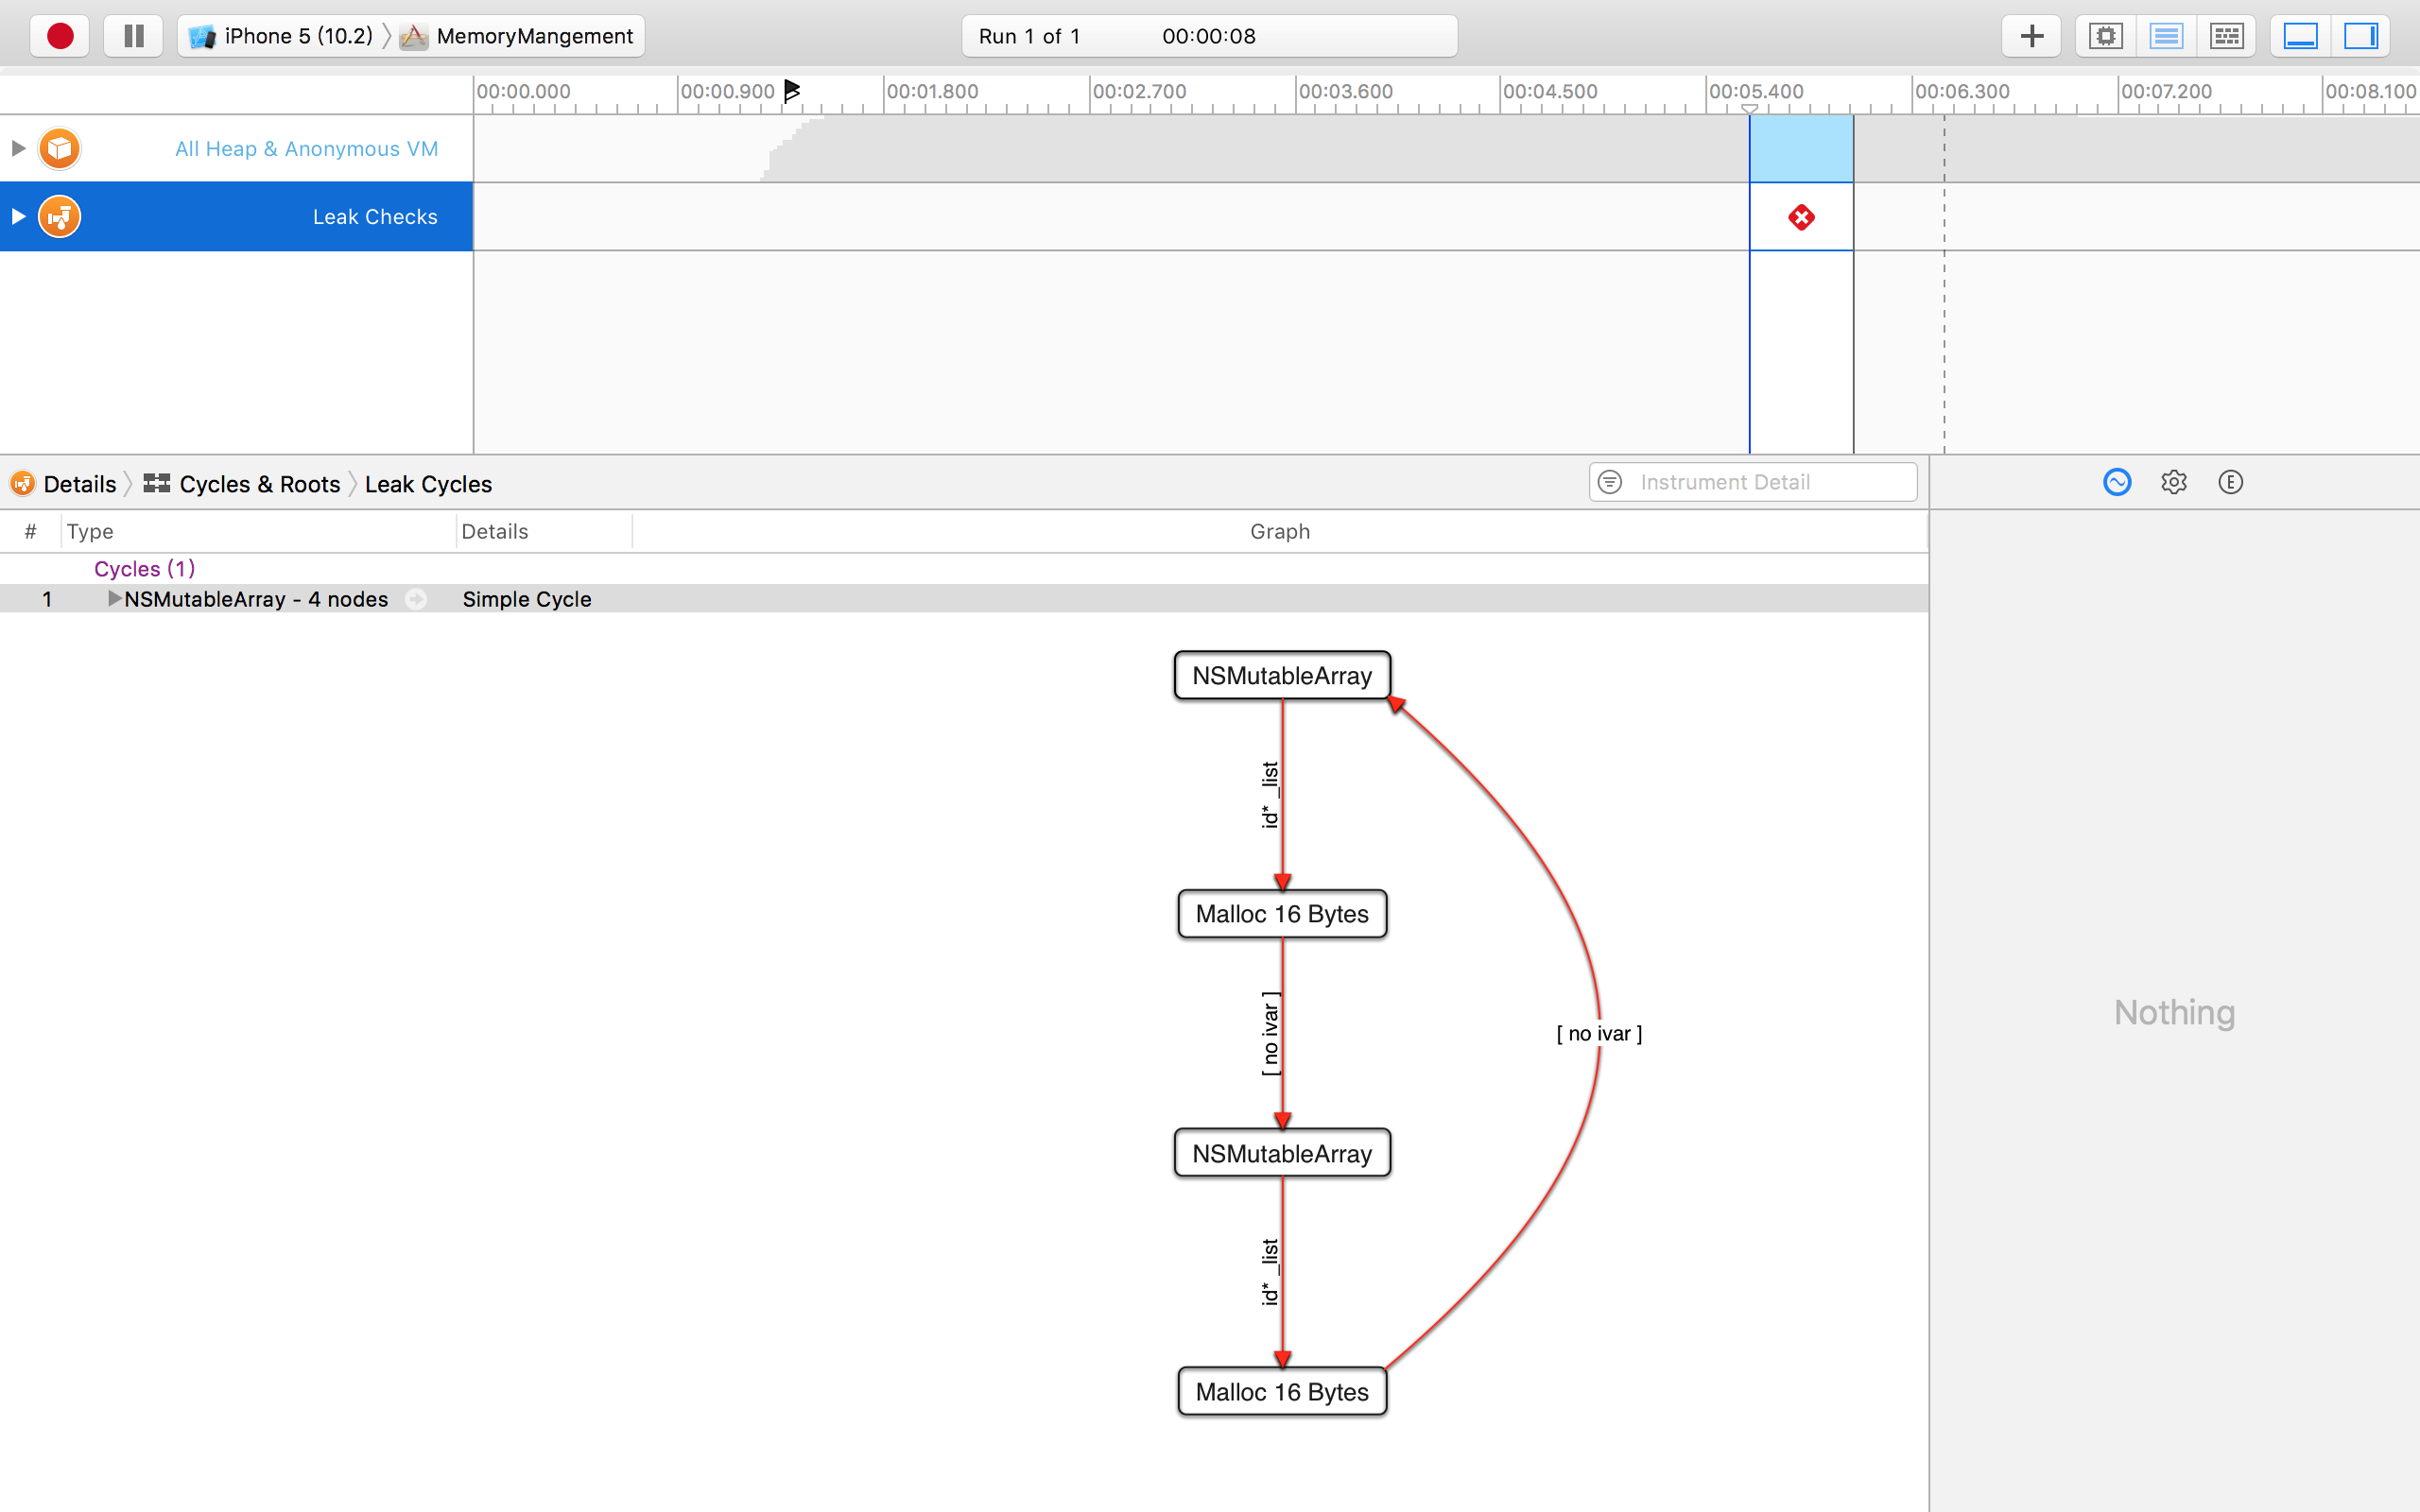 iPhone 5 (10.2) MemoryMangement Run 1 of 1 00:00:08
00:00.000 00:00.900 00:01.800 00:02.700 00:03.600 00:04.500 00:05.400 00:06.300 00:07.200 00:08.100
All Heap & Anonymous VM
Leak Checks
Details Cycles & Roots Leak Cycles Instrument Detail E
# Type Details Graph
Cycles (1)
1 NSMutableArray - 4 nodes Simple Cycle
NSMutableArray
id* _list
Malloc 16 Bytes
[ no ivar ]
[ no ivar ]
Nothing
NSMutableArray
id* _list
Malloc 16 Bytes